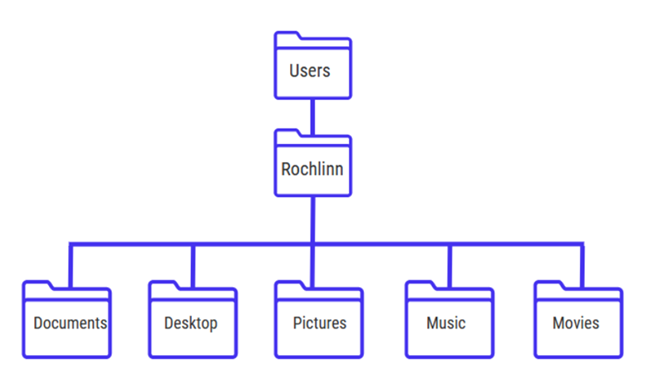 Users
Rochlinn
Documents
Desktop
Pictures
Music
Movies